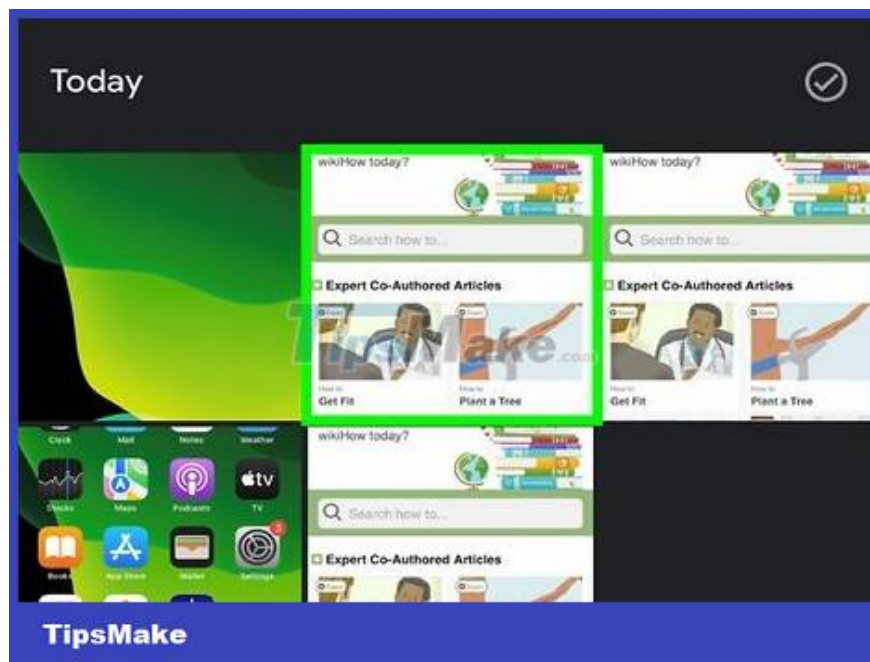 Today
wikiHow today?
Search how to...
Expert Co-Authored Articles
How to
Get Fit
How to
Plant a Tree
wikiHow today?
Search how to...
Expert Co-Authored Articles
How to
Get Fit
How to
Plant a Tree
TipsMake.com
Clock
Mail
Notes
Weather
tv
Stocks
Maps
Podcasts
TV
3
Books
App Store
Wallet
Settings
wikiHow today?
Search how to...
Expert Co-Authored Articles
TipsMake